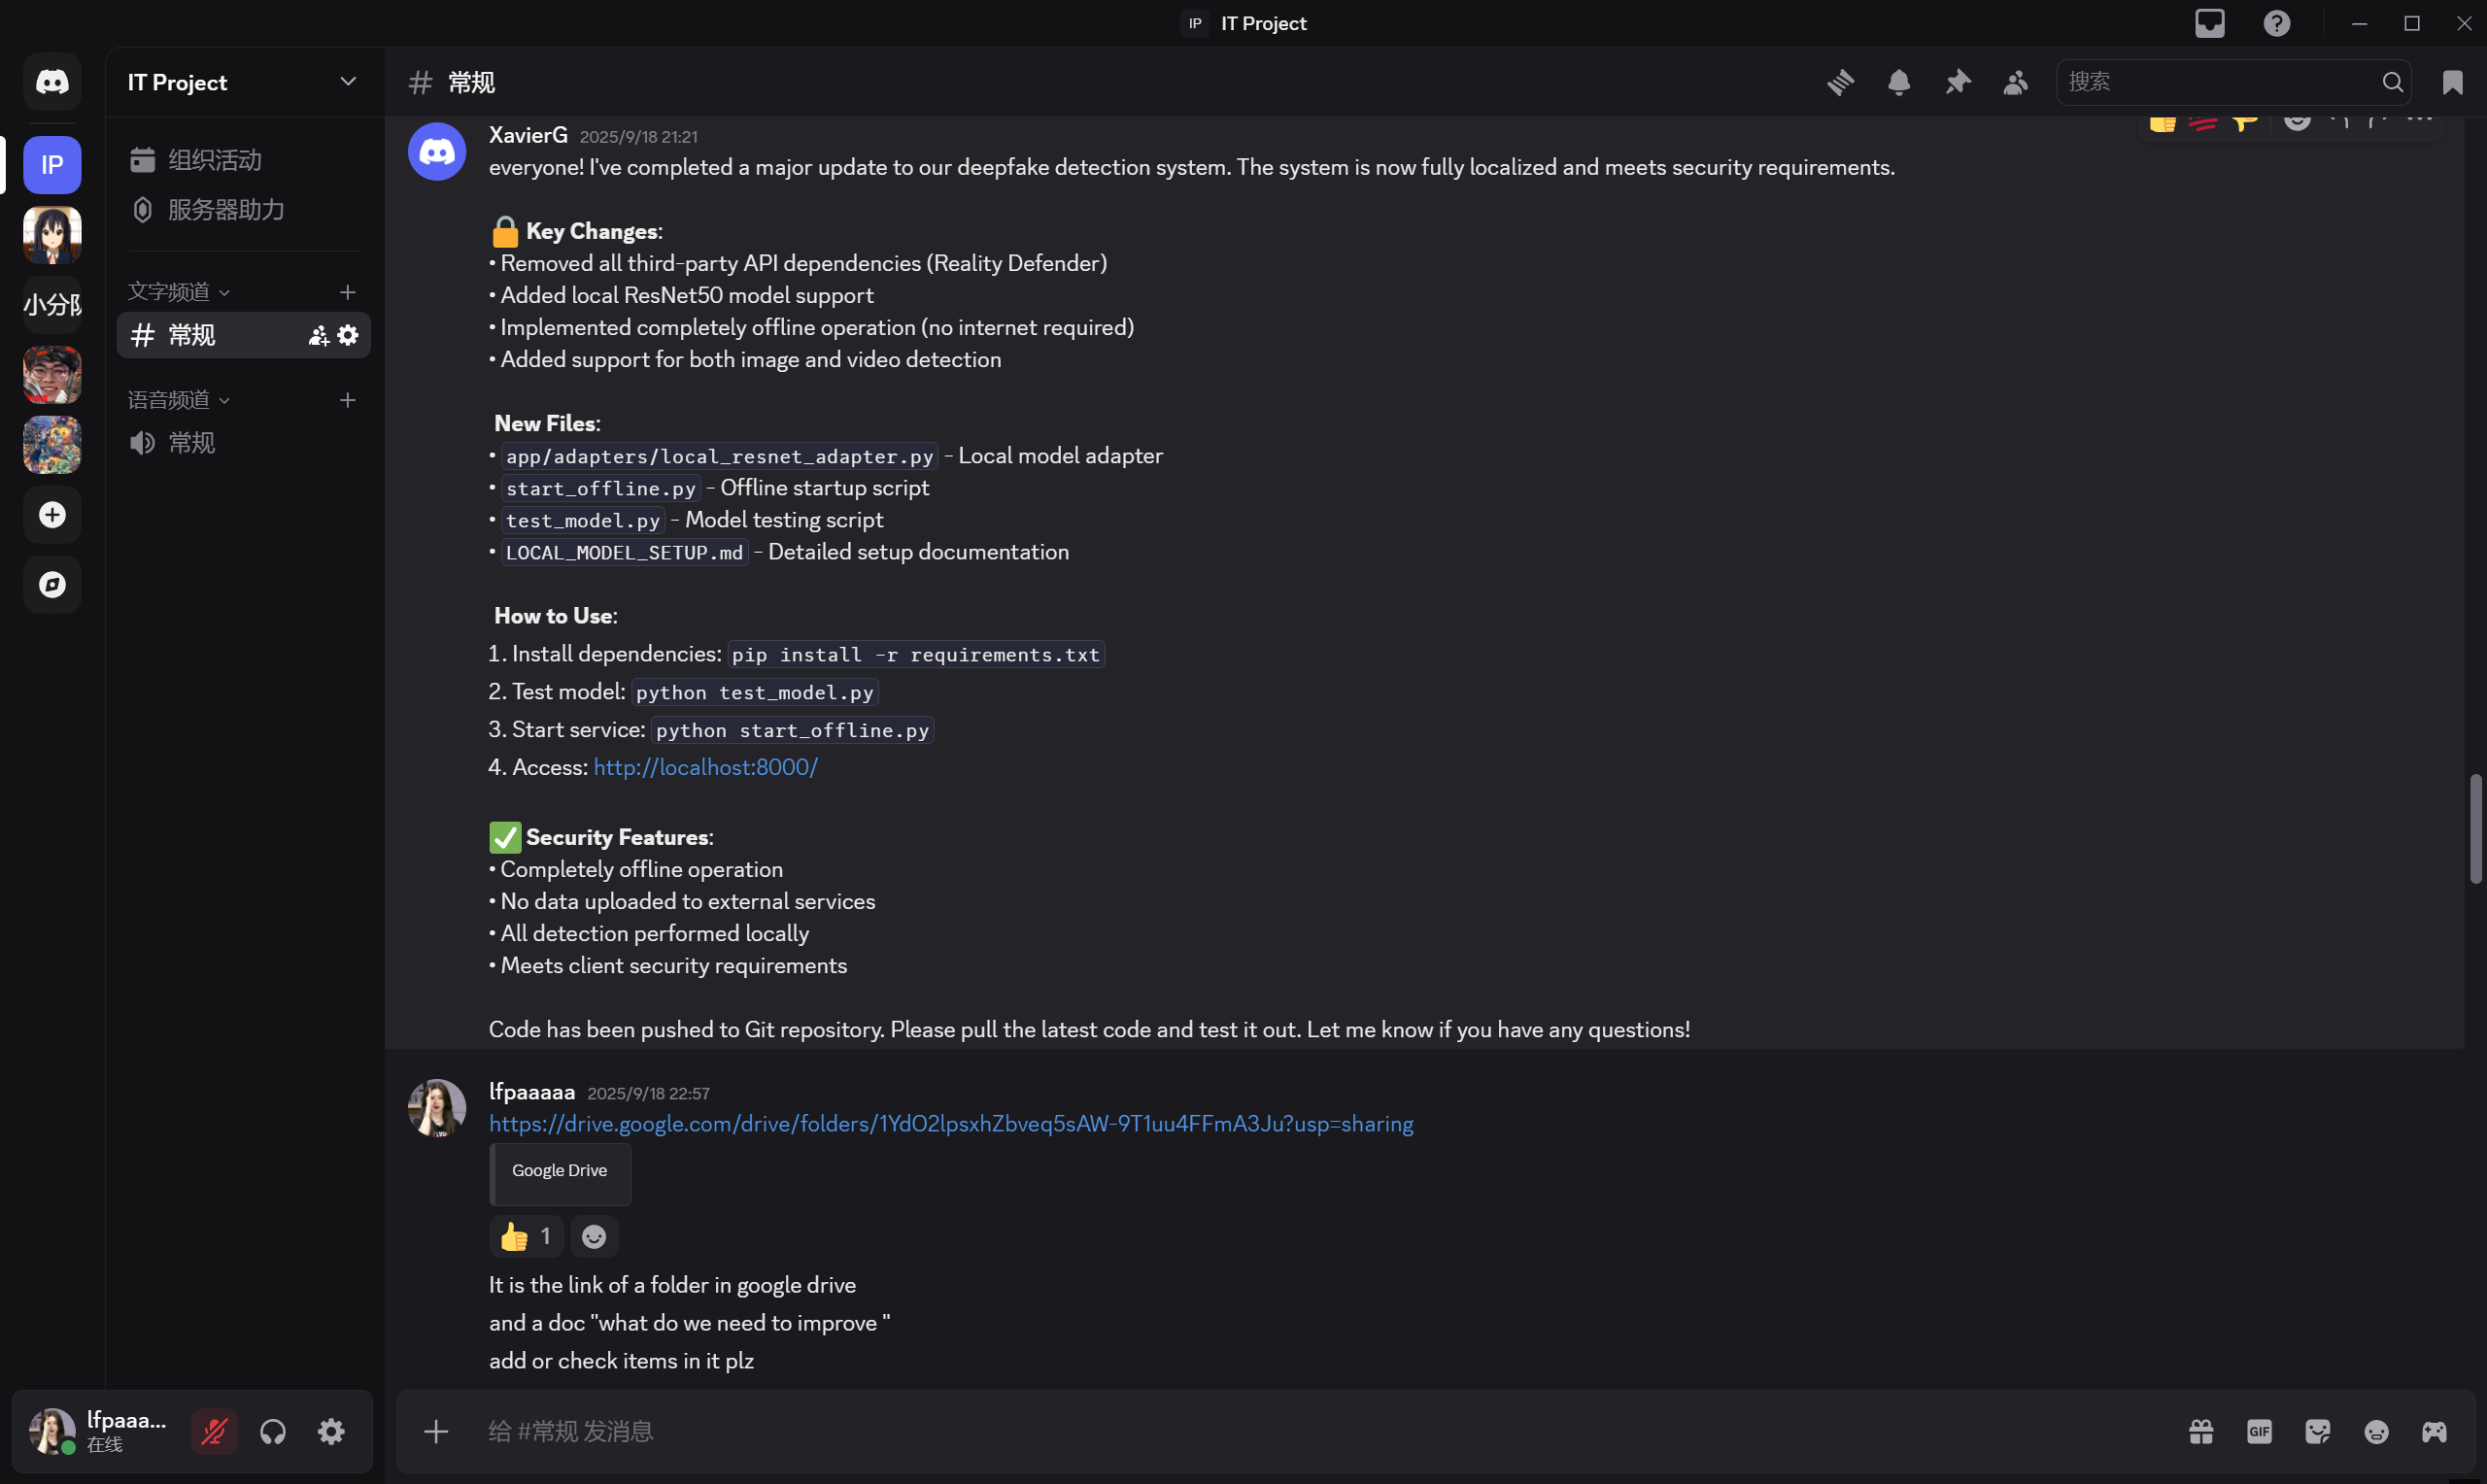 IP IT Project
IT Project
# 常规
搜索
IP
小分队
组织活动
服务器助力
文字频道
常规
语音频道
常规
XavierG 2025/9/18 21:21
everyone! I've completed a major update to our deepfake detection system. The system is now fully localized and meets security requirements.
Key Changes:
• Removed all third-party API dependencies (Reality Defender)
• Added local ResNet50 model support
• Implemented completely offline operation (no internet required)
• Added support for both image and video detection
New Files:
• app/adapters/local_resnet_adapter.py - Local model adapter
• start_offline.py - Offline startup script
• test_model.py - Model testing script
• LOCAL_MODEL_SETUP.md - Detailed setup documentation
How to Use:
1. Install dependencies: pip install -r requirements.txt
2. Test model: python test_model.py
3. Start service: python start_offline.py
4. Access: http://localhost:8000/
Security Features:
• Completely offline operation
• No data uploaded to external services
• All detection performed locally
• Meets client security requirements
Code has been pushed to Git repository. Please pull the latest code and test it out. Let me know if you have any questions!
lfpaaaaa 2025/9/18 22:57
https://drive.google.com/drive/folders/1YdO2lpsxhZbveq5sAW-9T1uu4FFmA3Ju?usp=sharing
Google Drive
1
It is the link of a folder in google drive
and a doc "what do we need to improve "
add or check items in it plz
lfpaaa...
在线
给 #常规 发消息
GIF